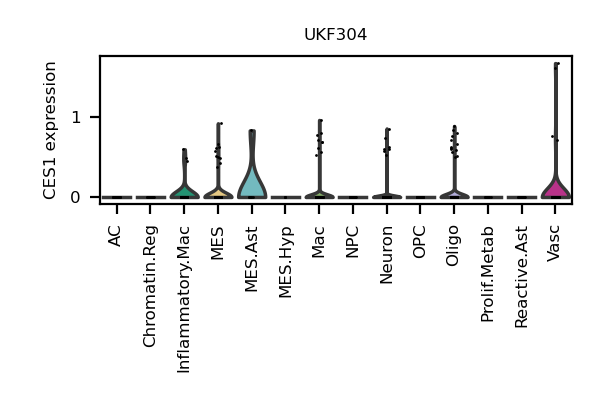 UKF304
CES1 expression
1
0
AC
Chromatin.Reg
Inflammatory.Mac
MES
MES.Ast
MES.Hyp
Mac
NPC
Neuron
OPC
Oligo
Prolif.Metab
Reactive.Ast
Vasc